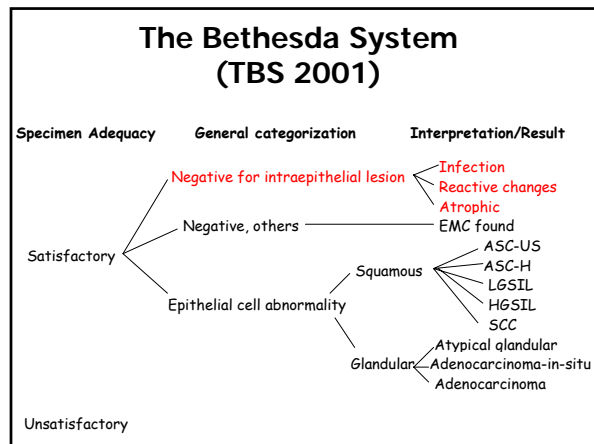 The Bethesda System
(TBS 2001)
Specimen Adequacy General categorization Interpretation/Result
Infection
Negative for intraepithelial lesion Reactive changes
Atrophic
Negative, others EMC found
ASC-US
Satisfactory Squamous ASC-H
LGSIL
Epithelial cell abnormality HGSIL
SCC
Atypical glandular
Glandular Adenocarcinoma-in-situ
Adenocarcinoma
Unsatisfactory